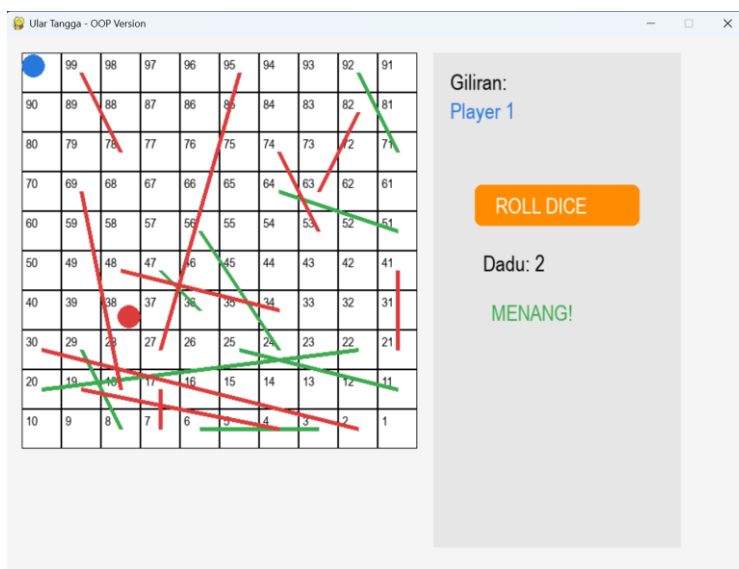 Ular Tangga - OOP Version
99 98 97 96 95 94 93 92 91
90 89 88 87 86 85 84 83 82 81
80 79 78 77 76 75 74 73 72 71
70 69 68 67 66 65 64 63 62 61
60 59 58 57 56 55 54 53 52 51
50 49 48 47 46 45 44 43 42 41
40 39 38 37 36 35 34 33 32 31
30 29 28 27 26 25 24 23 22 21
20 19 18 17 16 15 14 13 12 11
10 9 8 7 6 5 4 3 2 1
Giliran:
Player 1
ROLL DICE
Dadu: 2
MENANG!